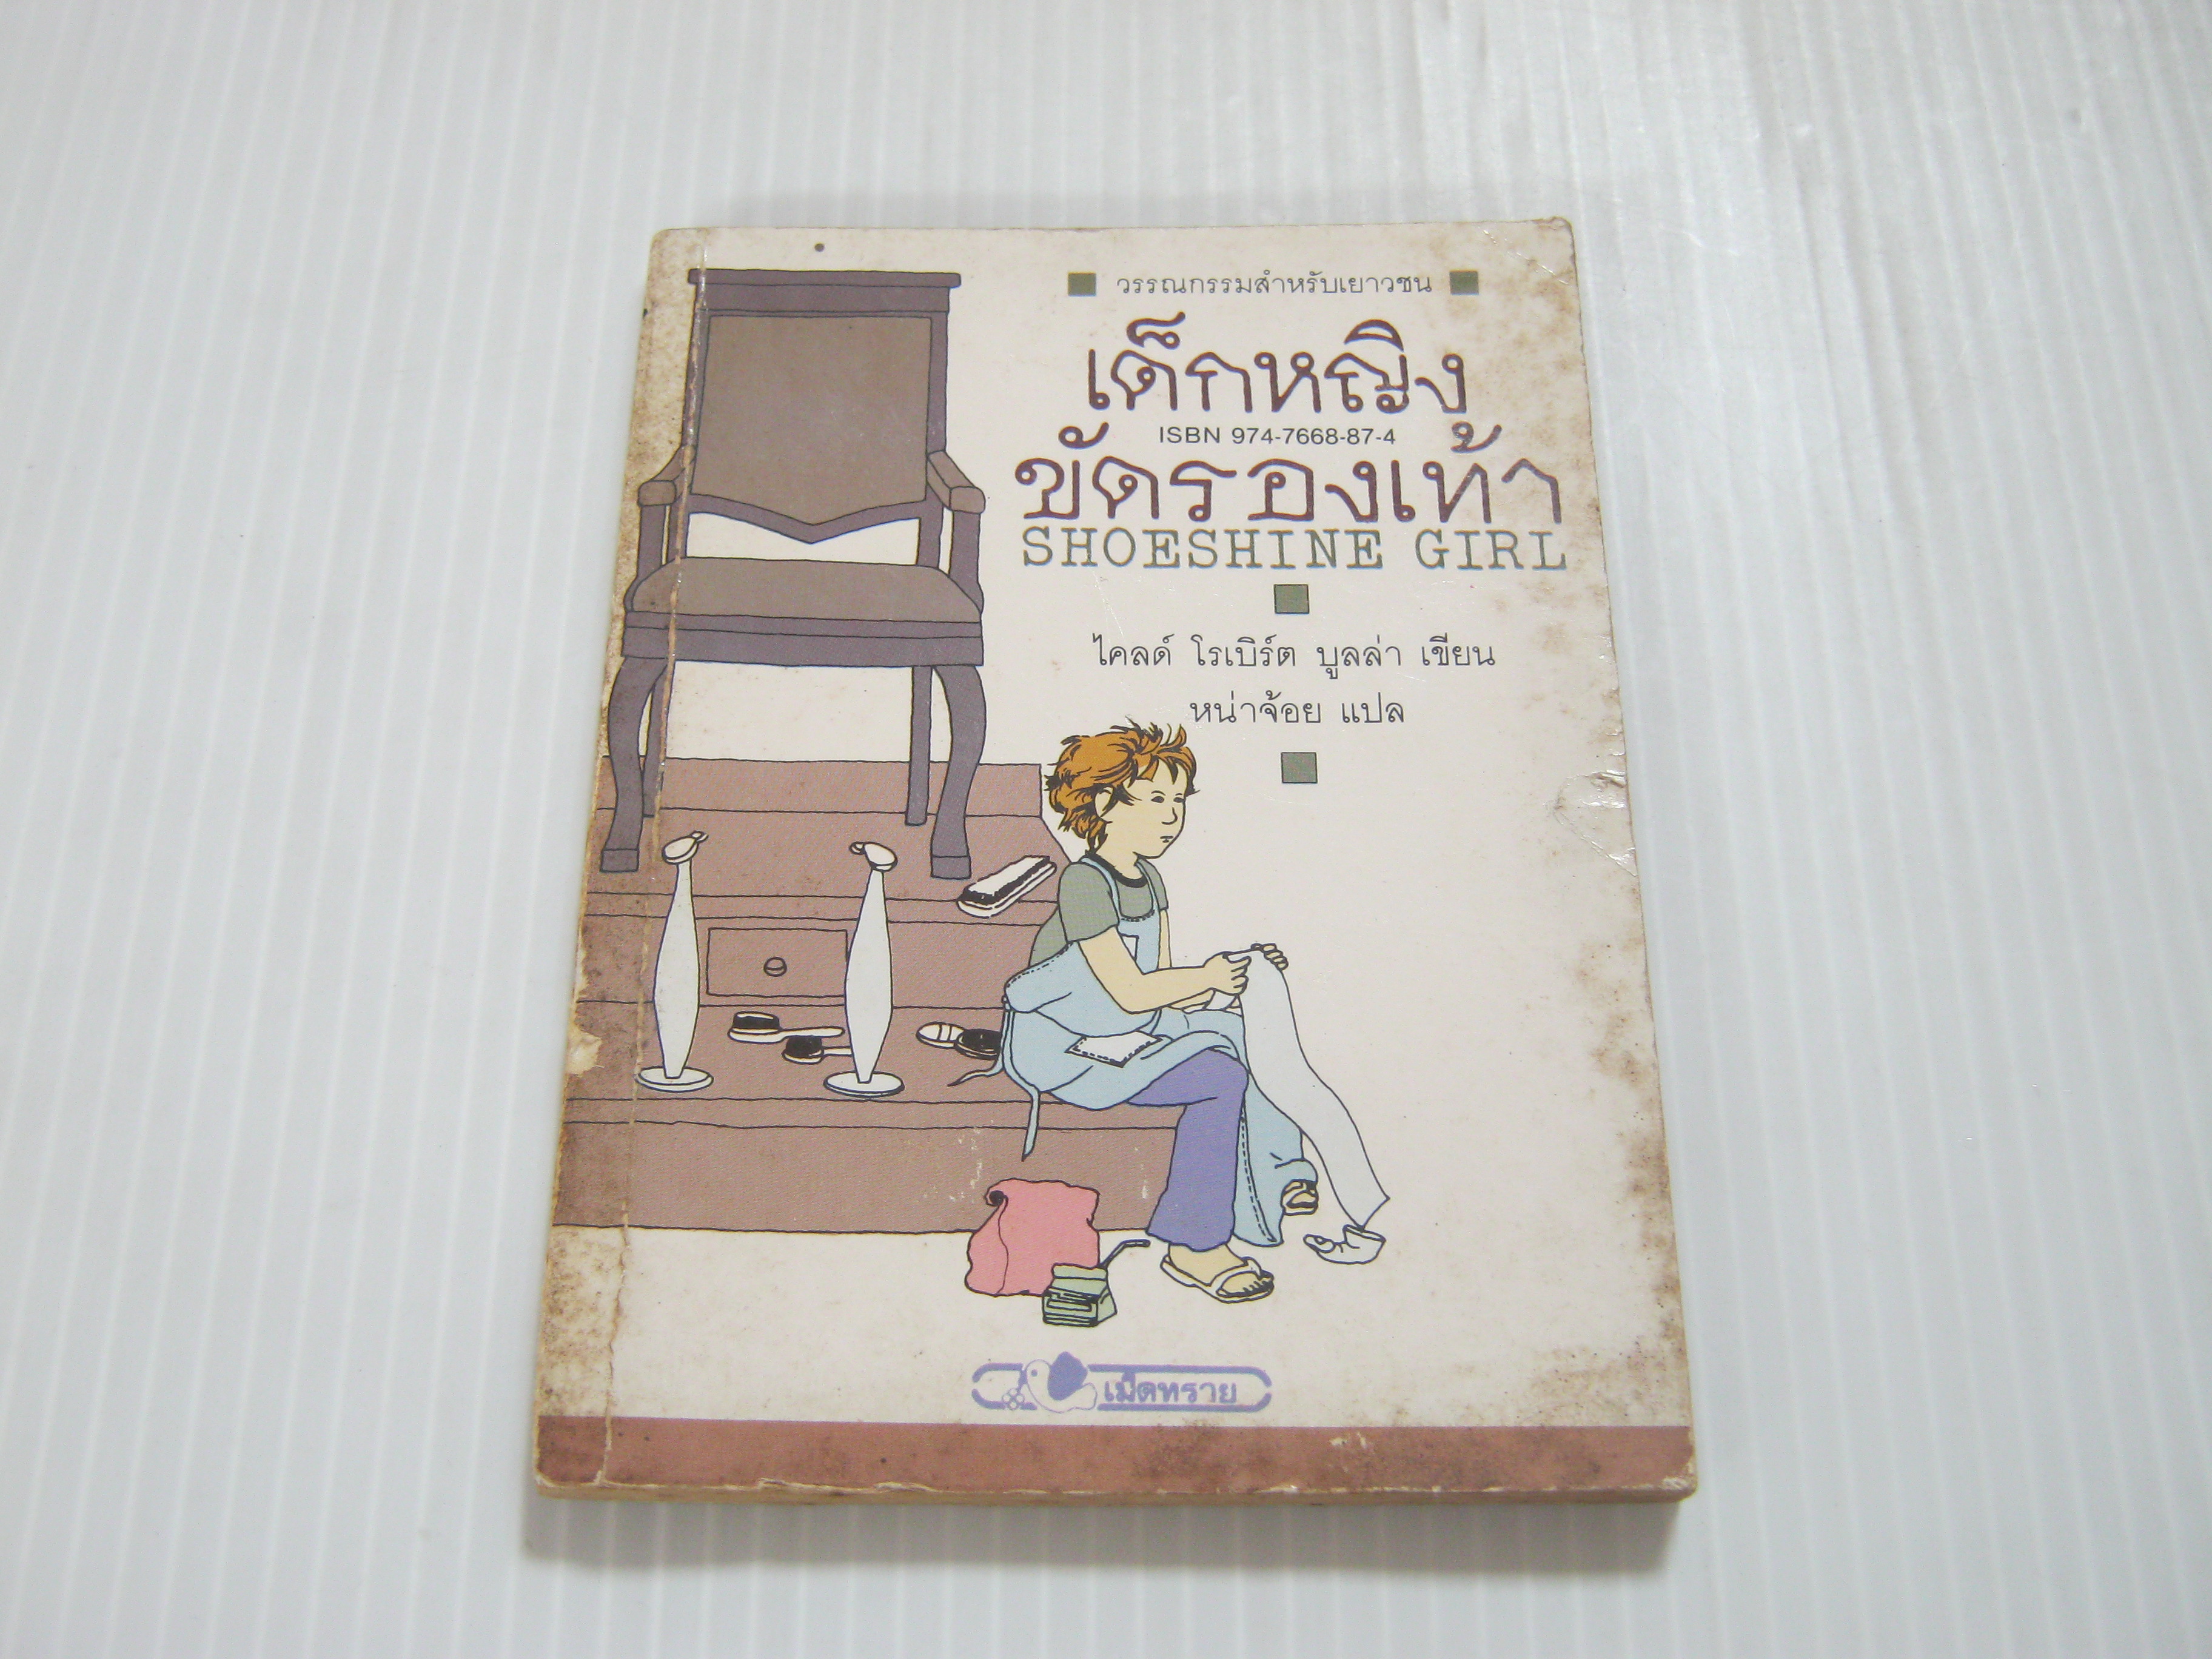 วรรณกรรมสำหรับเยาวชน
เด็กหญิง
ISBN 974-7668-87-4
ขัดรองเท้า
SHOESHINE GIRL
ไคลด์ โรเบิร์ต บูลล่า เขียน
หน่าจ้อย แปล
เม็ดทราย